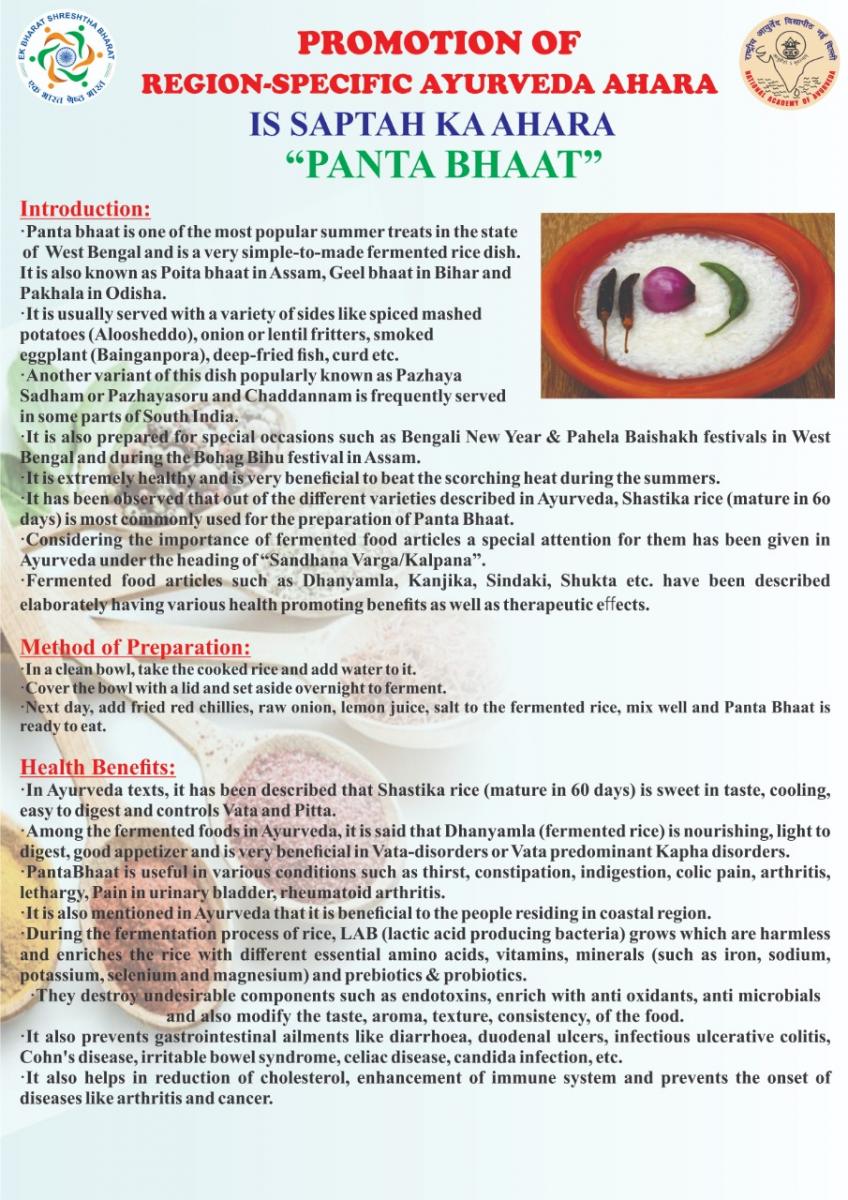 EK BHARAT SHRESHTHA BHARAT
एक भारत श्रेष्ठ भारत
राष्ट्रीय आयुर्वेद विद्यापीठ नई दिल्ली
NATIONAL ACADEMY OF AYURVEDA
PROMOTION OF
REGION-SPECIFIC AYURVEDA AHARA
IS SAPTAH KA AHARA
“PANTA BHAAT”
Introduction:
·Panta bhaat is one of the most popular summer treats in the state
of West Bengal and is a very simple-to-made fermented rice dish.
It is also known as Poita bhaat in Assam, Geel bhaat in Bihar and
Pakhala in Odisha.
·It is usually served with a variety of sides like spiced mashed
potatoes (Aloosheddo), onion or lentil fritters, smoked
eggplant (Bainganpora), deep-fried fish, curd etc.
·Another variant of this dish popularly known as Pazhaya
Sadham or Pazhayasoru and Chaddannam is frequently served
in some parts of South India.
·It is also prepared for special occasions such as Bengali New Year & Pahela Baishakh festivals in West
Bengal and during the Bohag Bihu festival in Assam.
·It is extremely healthy and is very beneficial to beat the scorching heat during the summers.
·It has been observed that out of the different varieties described in Ayurveda, Shastika rice (mature in 6o
days) is most commonly used for the preparation of Panta Bhaat.
·Considering the importance of fermented food articles a special attention for them has been given in
Ayurveda under the heading of “Sandhana Varga/Kalpana”.
·Fermented food articles such as Dhanyamla, Kanjika, Sindaki, Shukta etc. have been described
elaborately having various health promoting benefits as well as therapeutic effects.
Method of Preparation:
·In a clean bowl, take the cooked rice and add water to it.
·Cover the bowl with a lid and set aside overnight to ferment.
·Next day, add fried red chillies, raw onion, lemon juice, salt to the fermented rice, mix well and Panta Bhaat is
ready to eat.
Health Benefits:
·In Ayurveda texts, it has been described that Shastika rice (mature in 60 days) is sweet in taste, cooling,
easy to digest and controls Vata and Pitta.
·Among the fermented foods in Ayurveda, it is said that Dhanyamla (fermented rice) is nourishing, light to
digest, good appetizer and is very beneficial in Vata-disorders or Vata predominant Kapha disorders.
·PantaBhaat is useful in various conditions such as thirst, constipation, indigestion, colic pain, arthritis,
lethargy, Pain in urinary bladder, rheumatoid arthritis.
·It is also mentioned in Ayurveda that it is beneficial to the people residing in coastal region.
·During the fermentation process of rice, LAB (lactic acid producing bacteria) grows which are harmless
and enriches the rice with different essential amino acids, vitamins, minerals (such as iron, sodium,
potassium, selenium and magnesium) and prebiotics & probiotics.
·They destroy undesirable components such as endotoxins, enrich with anti oxidants, anti microbials
and also modify the taste, aroma, texture, consistency, of the food.
·It also prevents gastrointestinal ailments like diarrhoea, duodenal ulcers, infectious ulcerative colitis,
Cohn's disease, irritable bowel syndrome, celiac disease, candida infection, etc.
·It also helps in reduction of cholesterol, enhancement of immune system and prevents the onset of
diseases like arthritis and cancer.